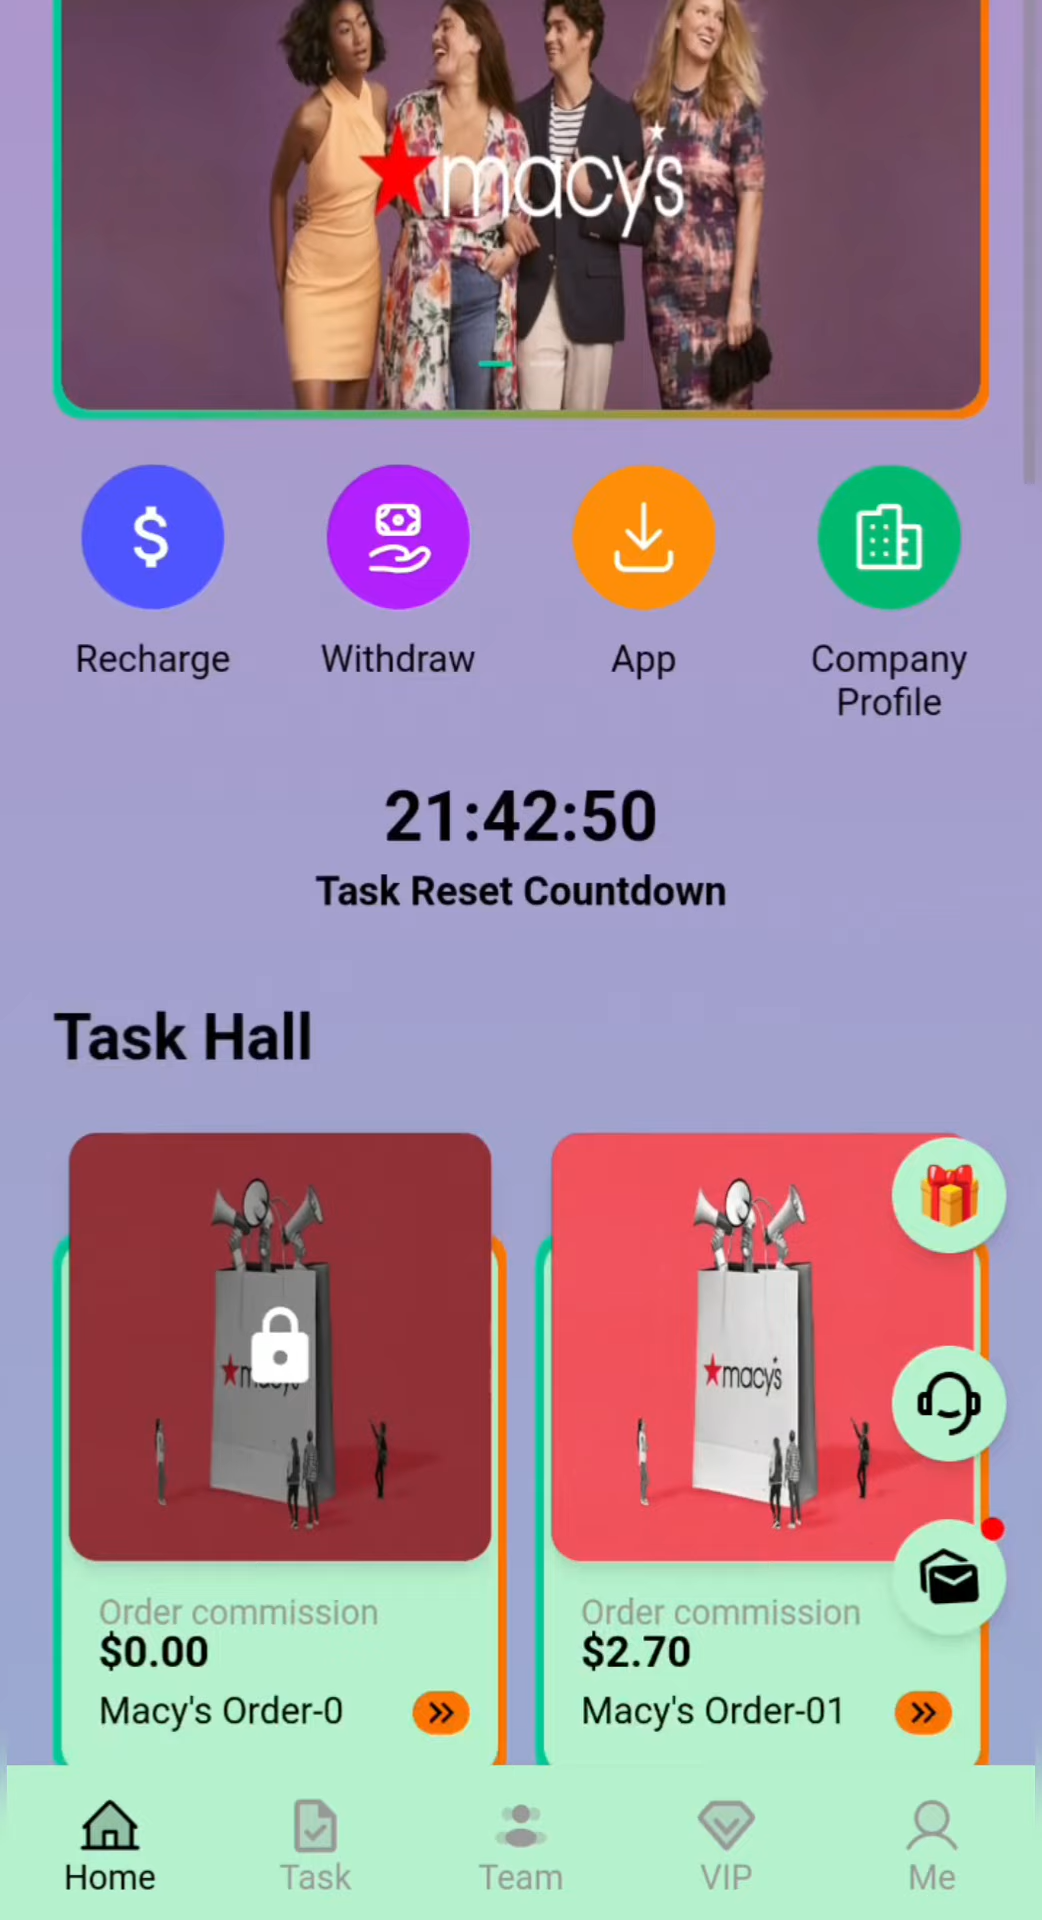 macy's
Recharge
Withdraw
App
Company
Profile
21:42:50
Task Reset Countdown
Task Hall
macy's
macy's
Order commission
$0.00
Macy's Order-0
Order commission
$2.70
Macy's Order-01
Home
Task
Team
VIP
Me